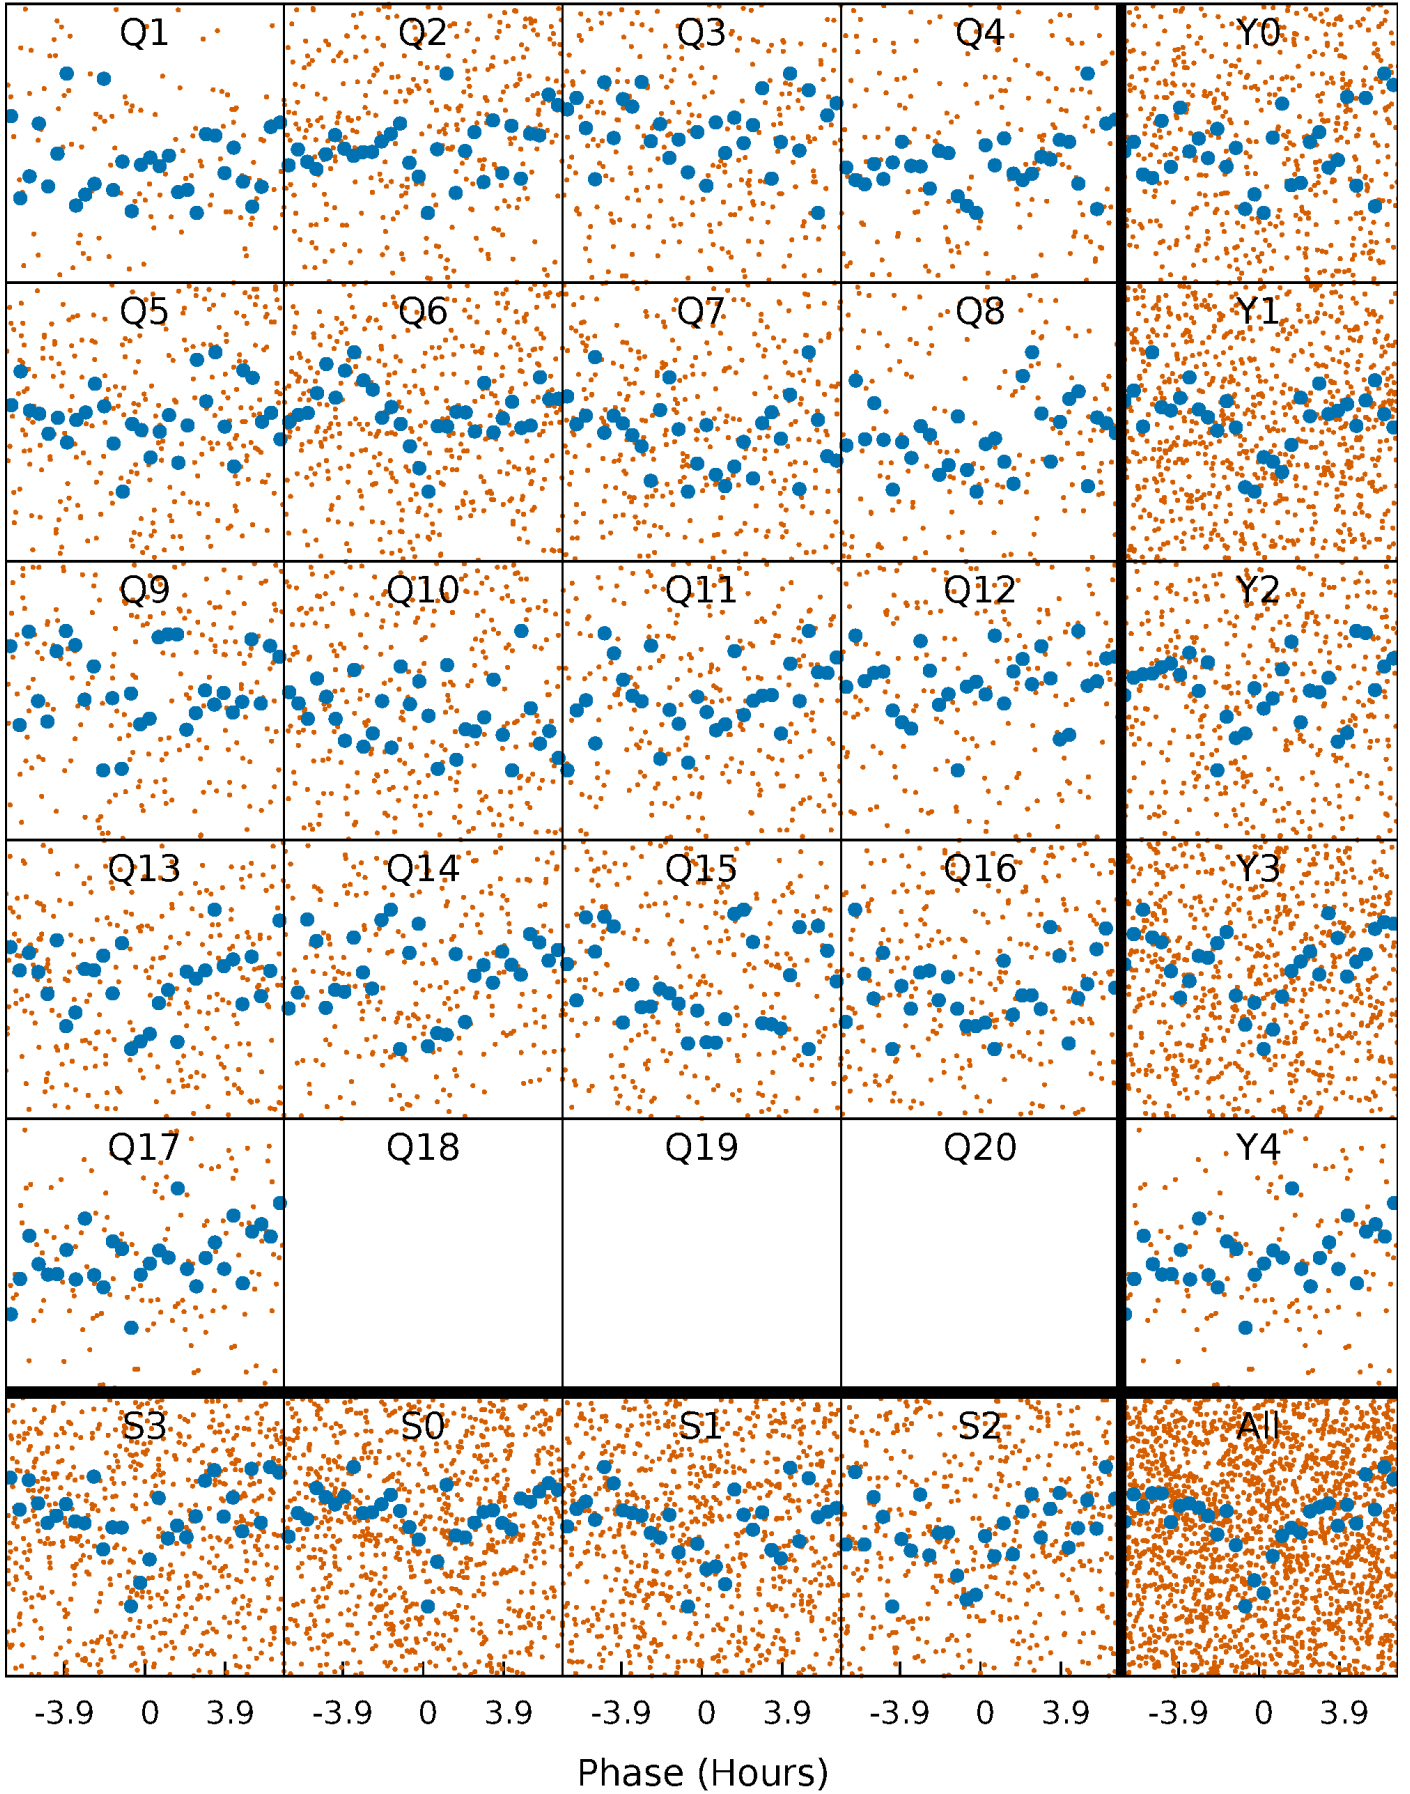 Q1 Q2 Q3 Q4 Y0
Q5 Q6 Q7 Q8 Y1
Q9 Q10 Q11 Q12 Y2
Q13 Q14 Q15 Q16 Y3
Q17 Q18 Q19 Q20 Y4
S3 S0 S1 S2 All
-3.9 0 3.9 -3.9 0 3.9 -3.9 0 3.9 -3.9 0 3.9 -3.9 0 3.9
Phase (Hours)